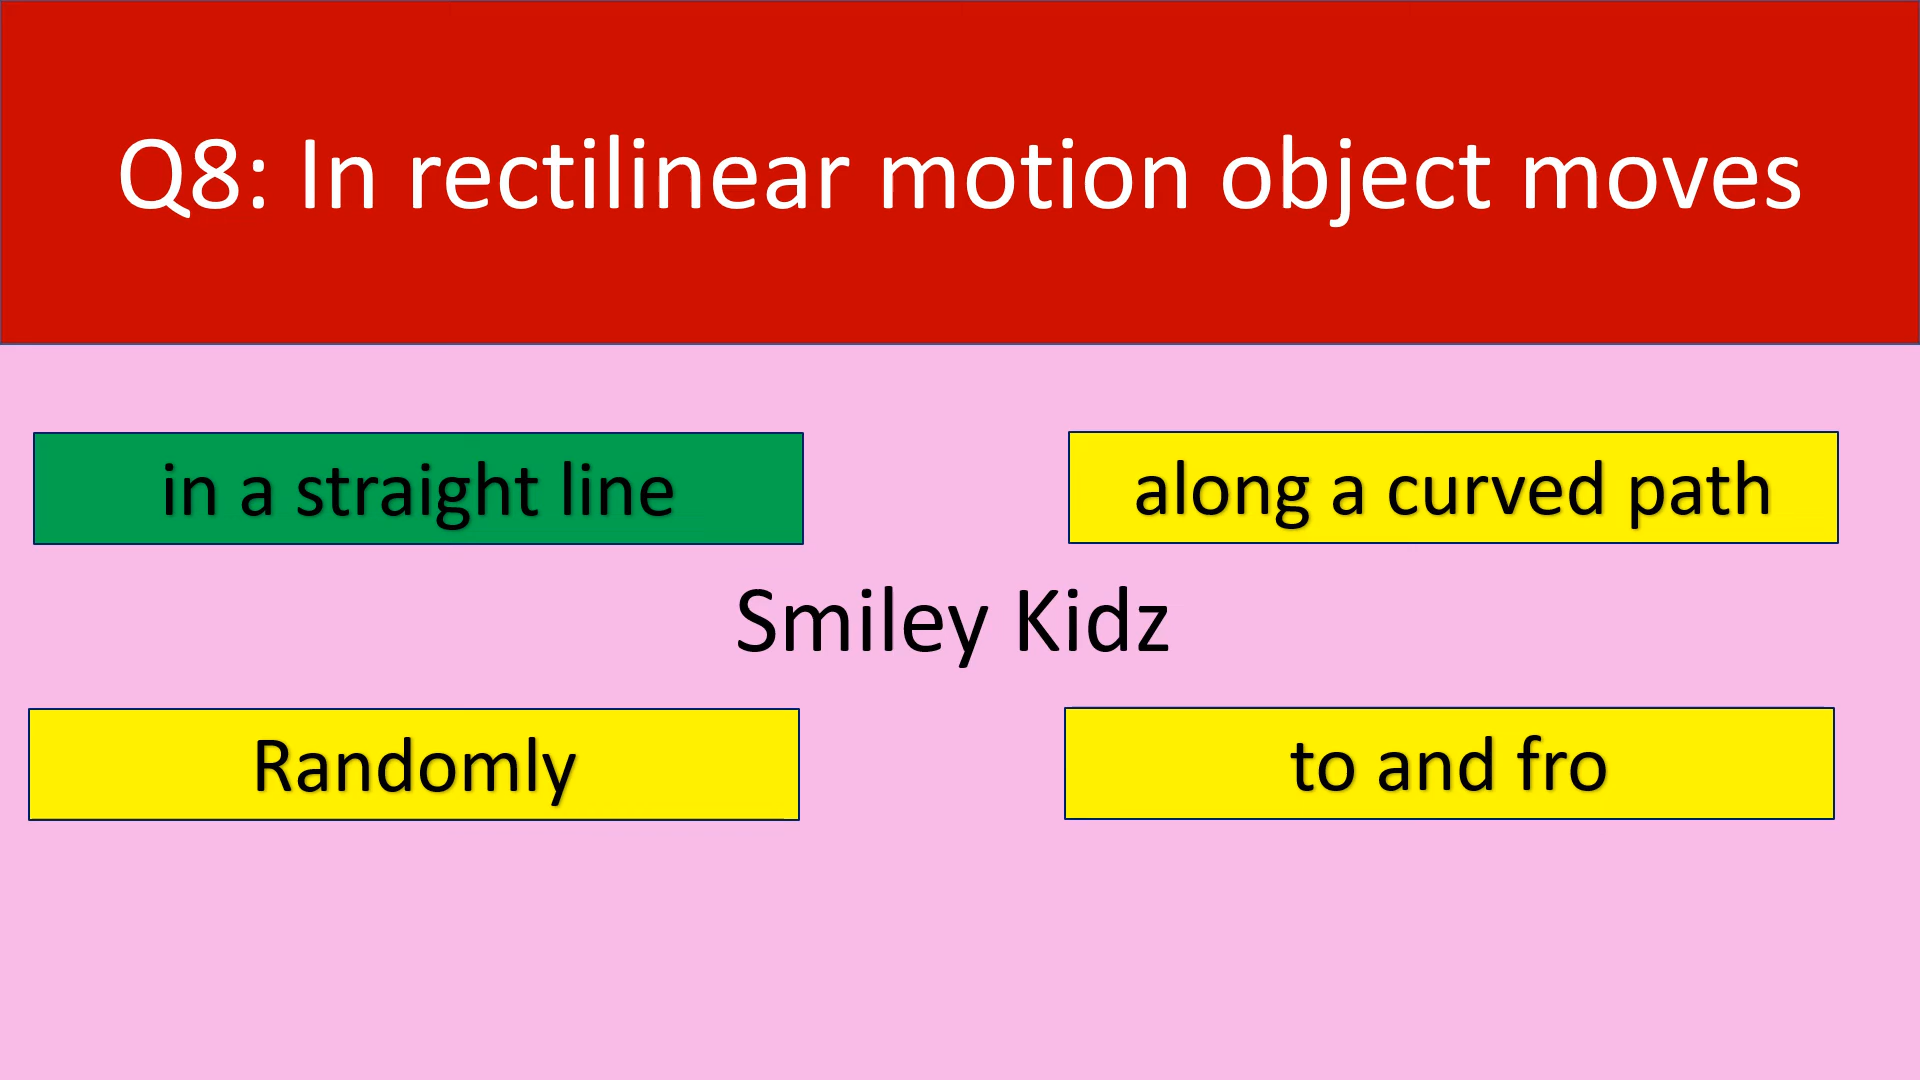 Q8: In rectilinear motion object moves
in a straight line
along a curved path
Smiley Kidz
Randomly
to and fro